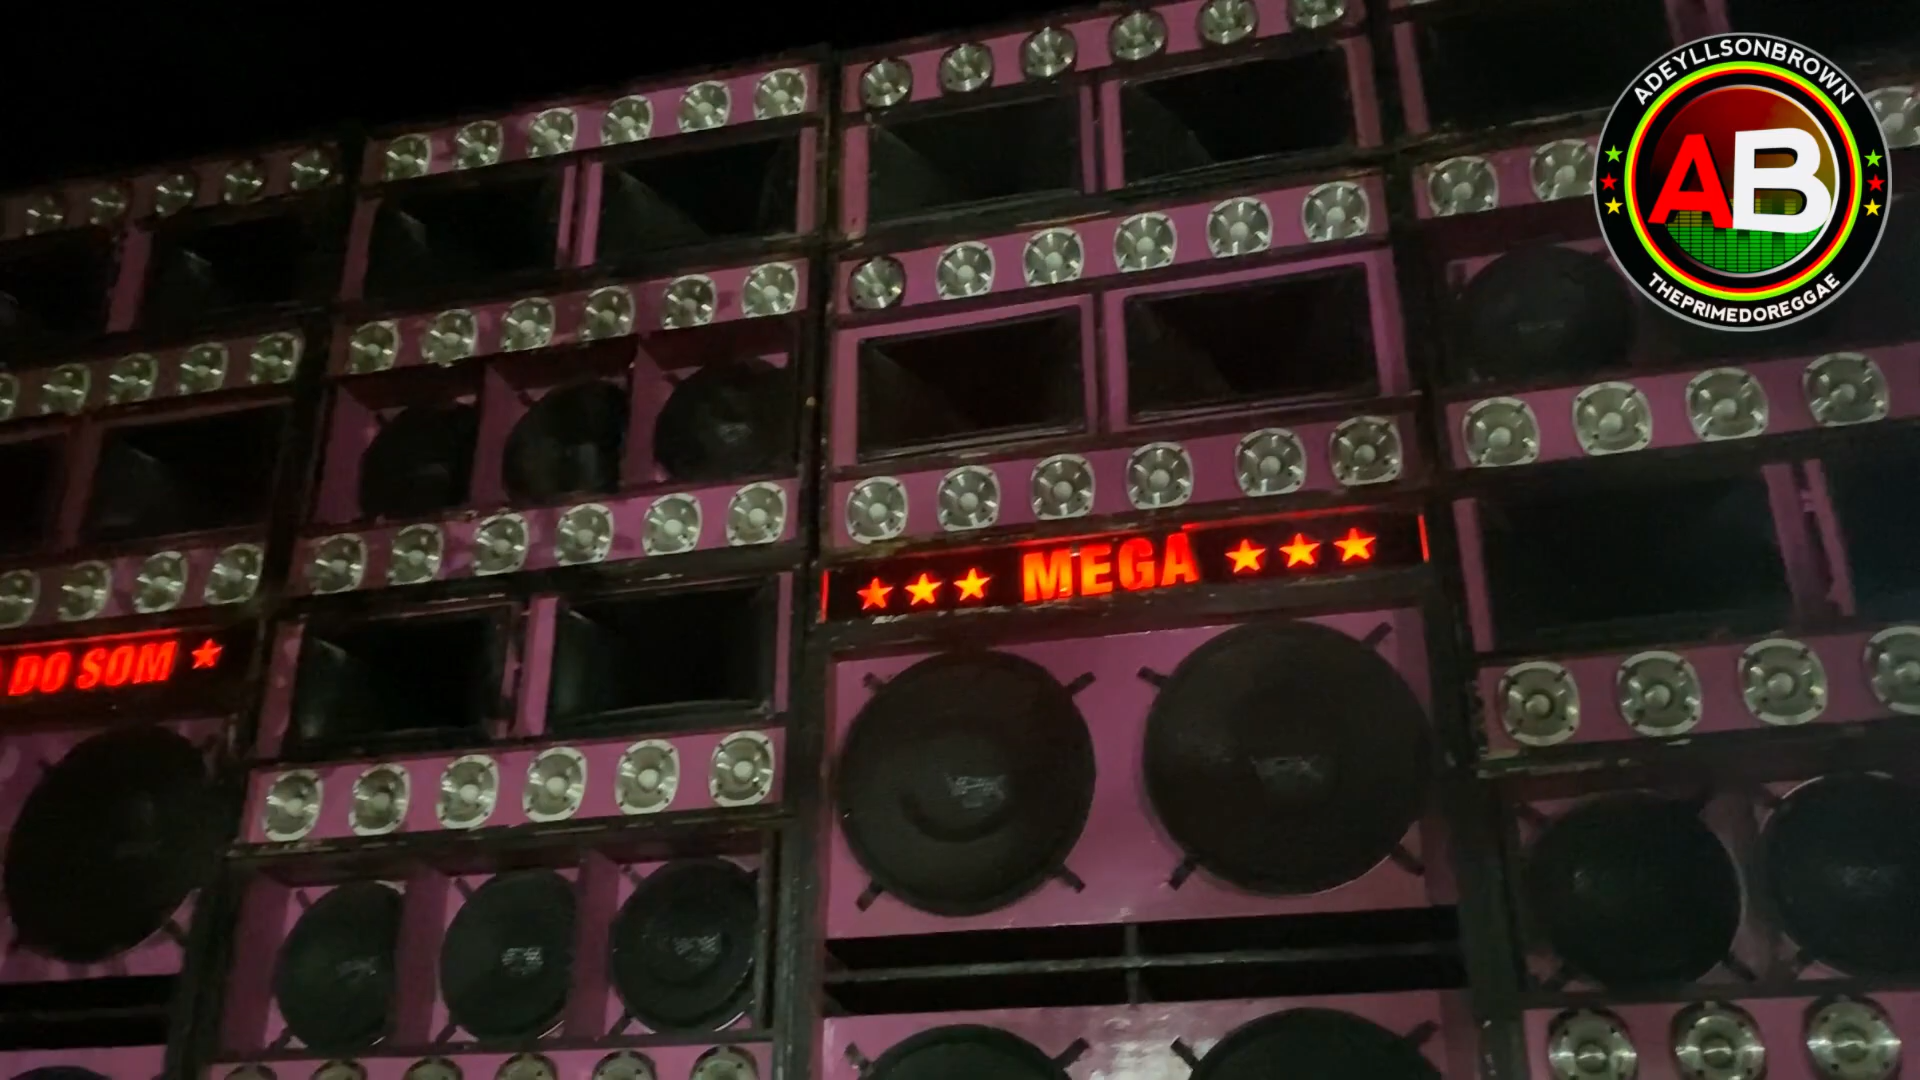 ADEYLLSONBROWN
AB
THEPRIMEDOREGGAE
★★★ MEGA ★★★
DO SOM ★